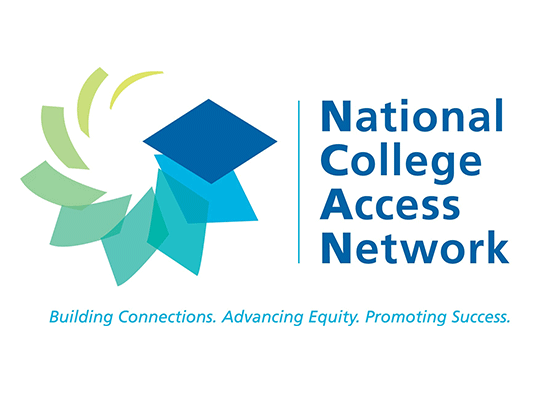 National
College
Access
Network
Building Connections. Advancing Equity. Promoting Success.